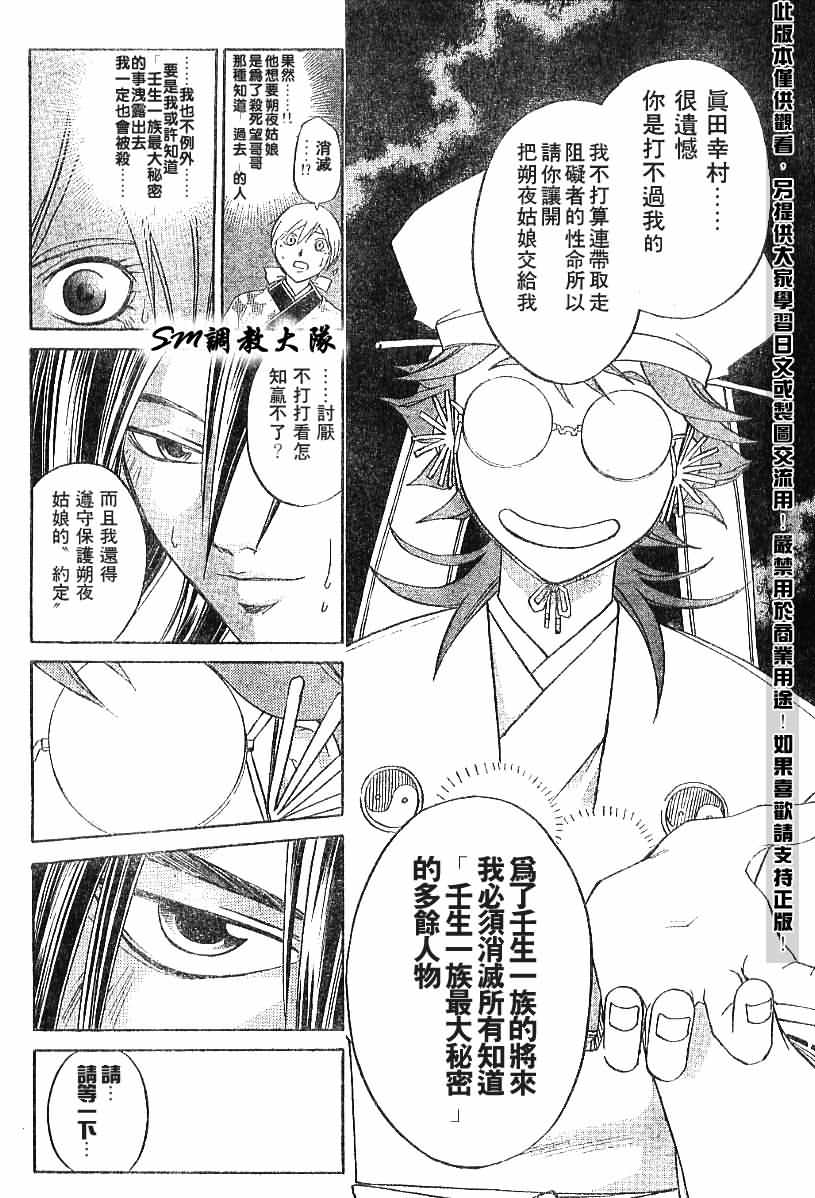 眞田幸村……
很遺憾
你是打不過我的
我不打算連帶取走
阻礙者的性命所以
請你讓開
把朔夜姑娘交給我
爲了壬生一族的將來
我必須消滅所有知道
「壬生一族最大秘密」
的多餘人物
消滅
……!?
果然……!!
他想要朔夜姑娘
是爲了殺死望哥哥
那種知道「過去」的人
……我也不例外……
要是我或許知道
「壬生一族最大秘密」
的事洩露出去
我一定也會被殺……
SM調教大隊
……討厭
不打打看怎
知贏不了?
而且我還得
遵守保護朔夜
姑娘的〝約定〞
請…
請等一下…
此版本僅供觀看，另提供大家學習日文或製圖交流用！嚴禁用於商業用途！如果喜歡請支持正版！